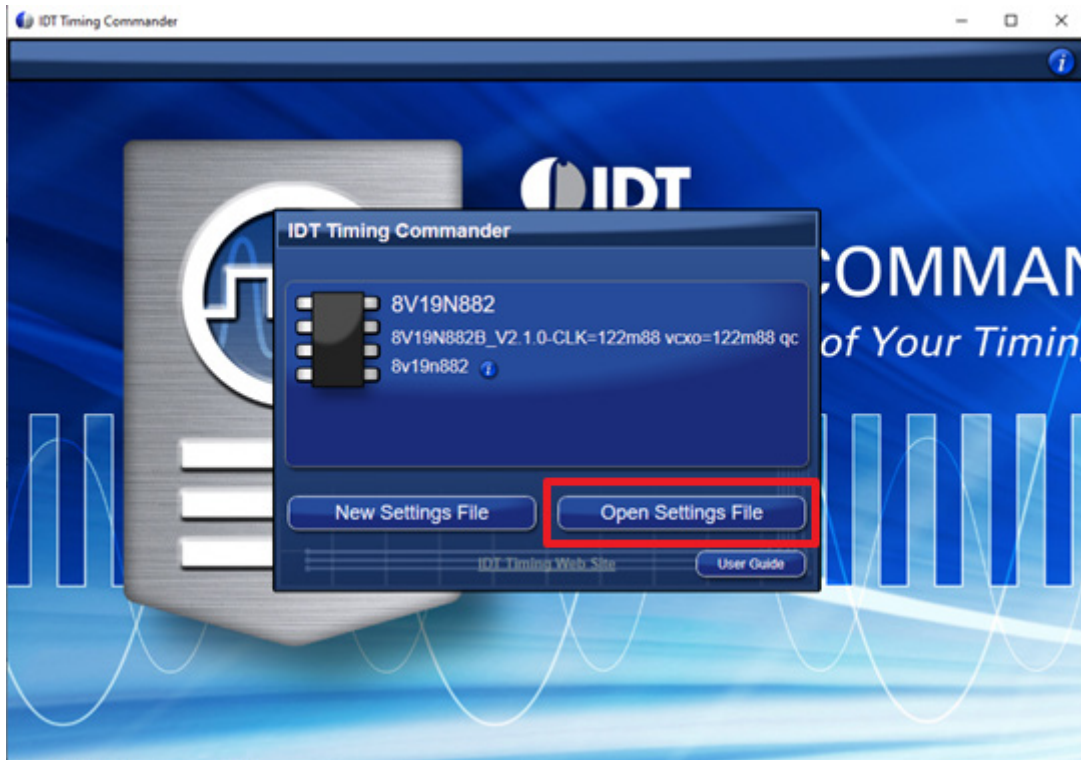 IDT Timing Commander
i
IDT
COMMAN
of Your Timin
IDT Timing Commander
8V19N882
8V19N882B_V2.1.0-CLK=122m88 vcxo=122m88 qc
8v19n882 i
New Settings File
Open Settings File
IDT Timing Web Site
User Guide